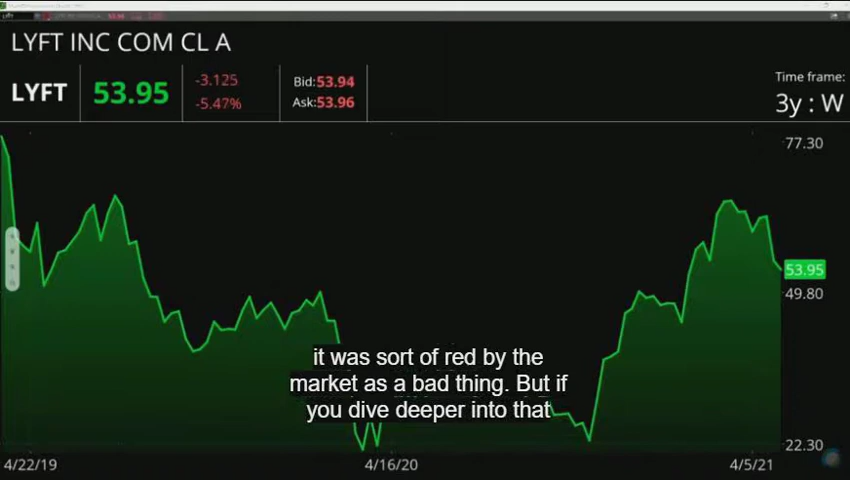 LYFT INC COM CL A
LYFT
53.95
-3.125
-5.47%
Bid:53.94
Ask:53.96
Time frame:
3y : W
77.30
53.95
49.80
22.30
it was sort of red by the
market as a bad thing. But if
you dive deeper into that
4/22/19
4/16/20
4/5/21